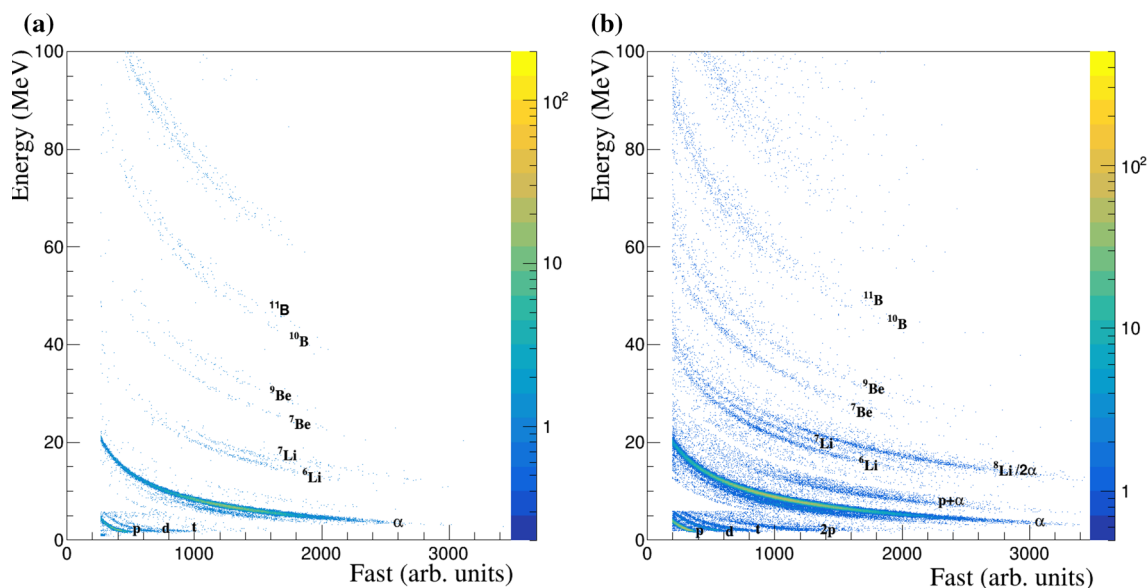 (a)
Energy (MeV)
100
80
60
40
20
0
¹¹B
¹⁰B
⁹Be
⁷Be
⁷Li
⁶Li
α
p d t
0 1000 2000 3000
Fast (arb. units)
10²
10
1
(b)
Energy (MeV)
100
80
60
40
20
0
¹¹B
¹⁰B
⁹Be
⁷Be
⁷Li
⁶Li
⁸Li /2α
p+α
α
p d t 2p
0 1000 2000 3000
Fast (arb. units)
10²
10
1